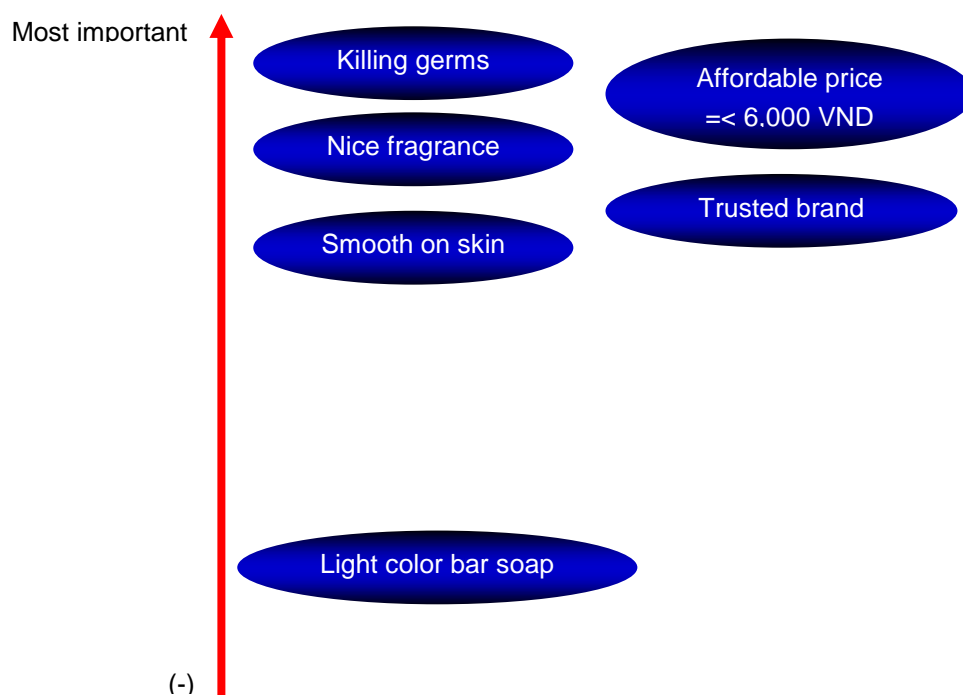 Most important
Killing germs
Affordable price
=< 6,000 VND
Nice fragrance
Trusted brand
Smooth on skin
Light color bar soap
(-)